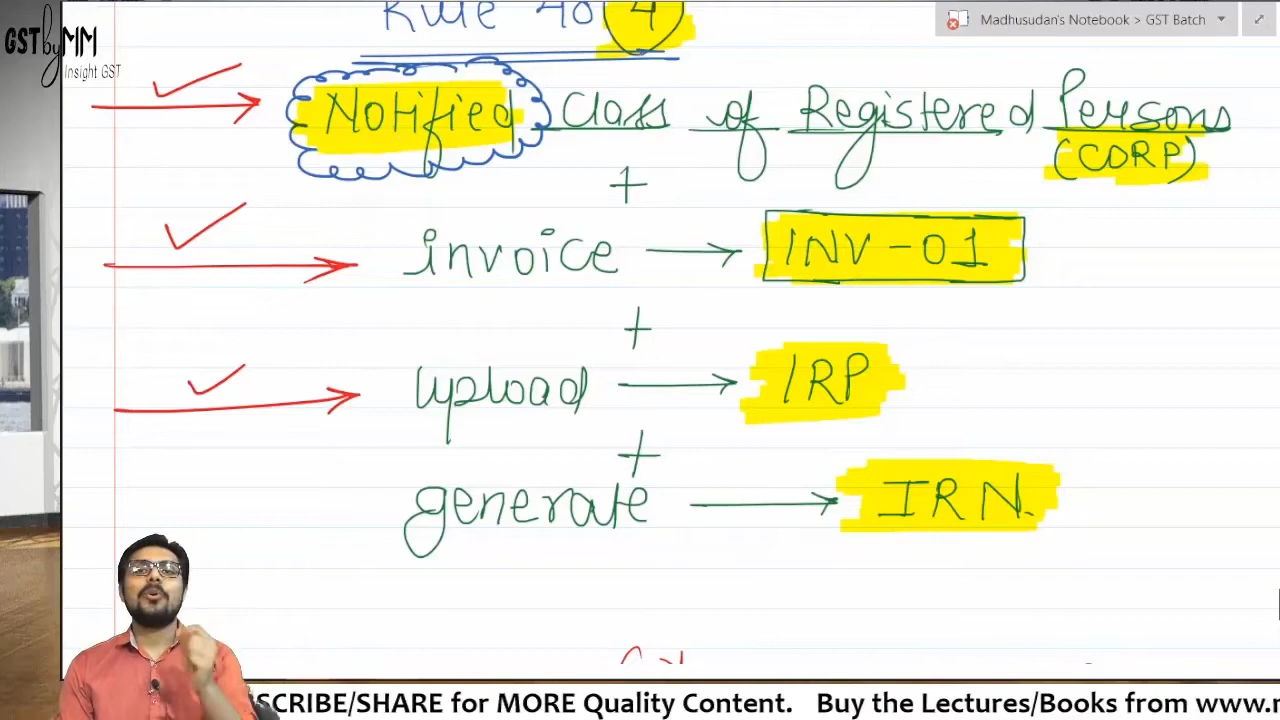 Rule 48 4
Madhusudan's Notebook > GST Batch
GST by MM
Insight GST
Notified Class of Registered Persons
(CORP)
+
invoice → INV-01
+
upload → IRP
+
generate → IRN.
SCRIBE/SHARE for MORE Quality Content. Buy the Lectures/Books from www.